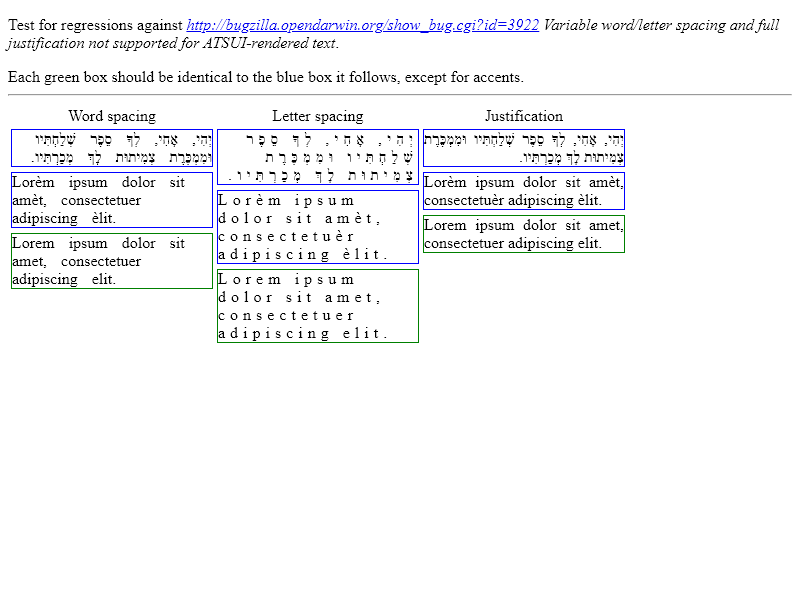 Test for regressions against http://bugzilla.opendarwin.org/show_bug.cgi?id=3922 Variable word/letter spacing and full
justification not supported for ATSUI-rendered text.
Each green box should be identical to the blue box it follows, except for accents.
Word spacing
יְהִי, אָחִי, לְךָ סֵפֶר שְׁלַחְתִּיו
וּמִמְכֶּרֶת צְמִיתוּת לָךְ מְכַרְתִּיו.
Lorèm ipsum dolor sit
amèt, consectetuer
adipiscing èlit.
Lorem ipsum dolor sit
amet, consectetuer
adipiscing elit.
Letter spacing
יְהִי, אָחִי, לְךָ סֵפֶר
שְׁלַחְתִּיו וּמִמְכֶּרֶת
צְמִיתוּת לָךְ מְכַרְתִּיו.
Lorèm ipsum
dolor sit amèt,
consectetuèr
adipiscing èlit.
Lorem ipsum
dolor sit amet,
consectetuer
adipiscing elit.
Justification
יְהִי, אָחִי, לְךָ סֵפֶר שְׁלַחְתִּיו וּמִמְכֶּרֶת
צְמִיתוּת לָךְ מְכַרְתִּיו.
Lorèm ipsum dolor sit amèt,
consectetuèr adipiscing èlit.
Lorem ipsum dolor sit amet,
consectetuer adipiscing elit.